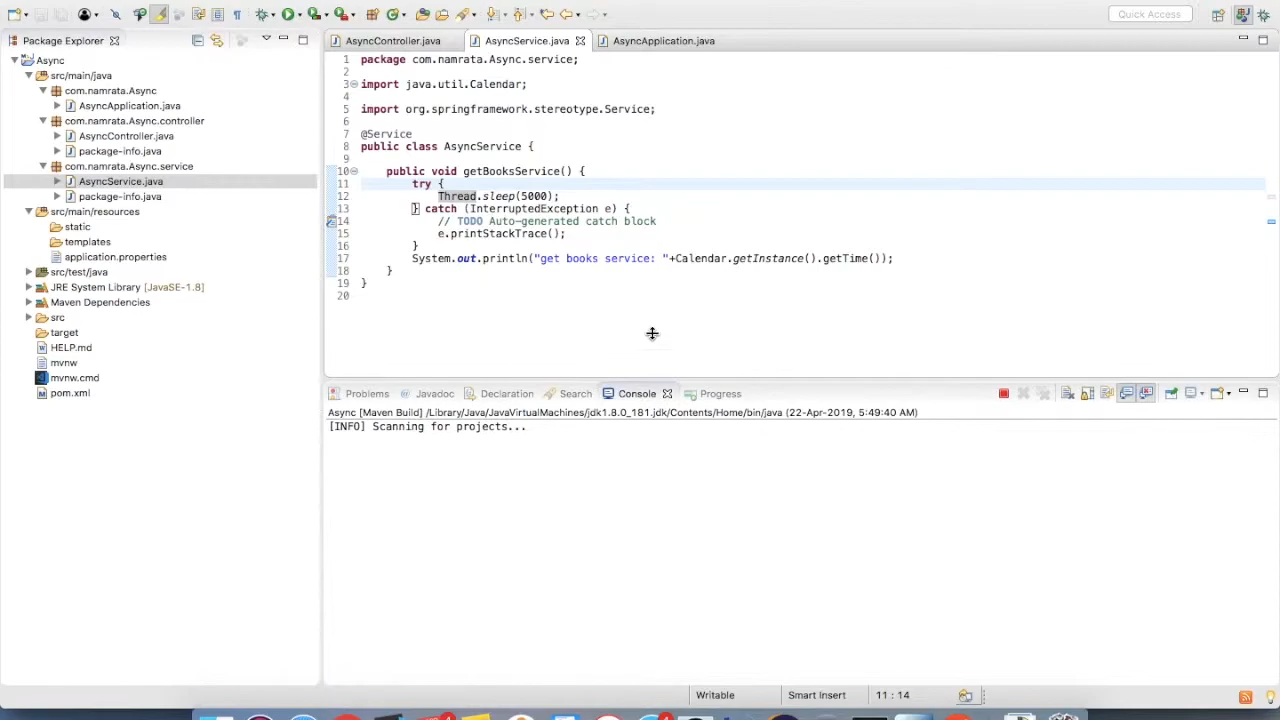 Quick Access
Package Explorer
Async
src/main/java
com.namrata.Async
AsyncApplication.java
com.namrata.Async.controller
AsyncController.java
package-info.java
com.namrata.Async.service
AsyncService.java
package-info.java
src/main/resources
static
templates
application.properties
src/test/java
JRE System Library [JavaSE-1.8]
Maven Dependencies
src
target
HELP.md
mvnw
mvnw.cmd
pom.xml
AsyncController.java AsyncService.java AsyncApplication.java
1 package com.namrata.Async.service;
2
3 import java.util.Calendar;
4
5 import org.springframework.stereotype.Service;
6
7 @Service
8 public class AsyncService {
9
10 public void getBooksService() {
11 try {
12 Thread.sleep(5000);
13 } catch (InterruptedException e) {
14 // TODO Auto-generated catch block
15 e.printStackTrace();
16 }
17 System.out.println("get books service: "+Calendar.getInstance().getTime());
18 }
19 }
20
Problems Javadoc Declaration Search Console Progress
Async [Maven Build] /Library/Java/JavaVirtualMachines/jdk1.8.0_181.jdk/Contents/Home/bin/java (22-Apr-2019, 5:49:40 AM)
[INFO] Scanning for projects...
Writable Smart Insert 11 : 14